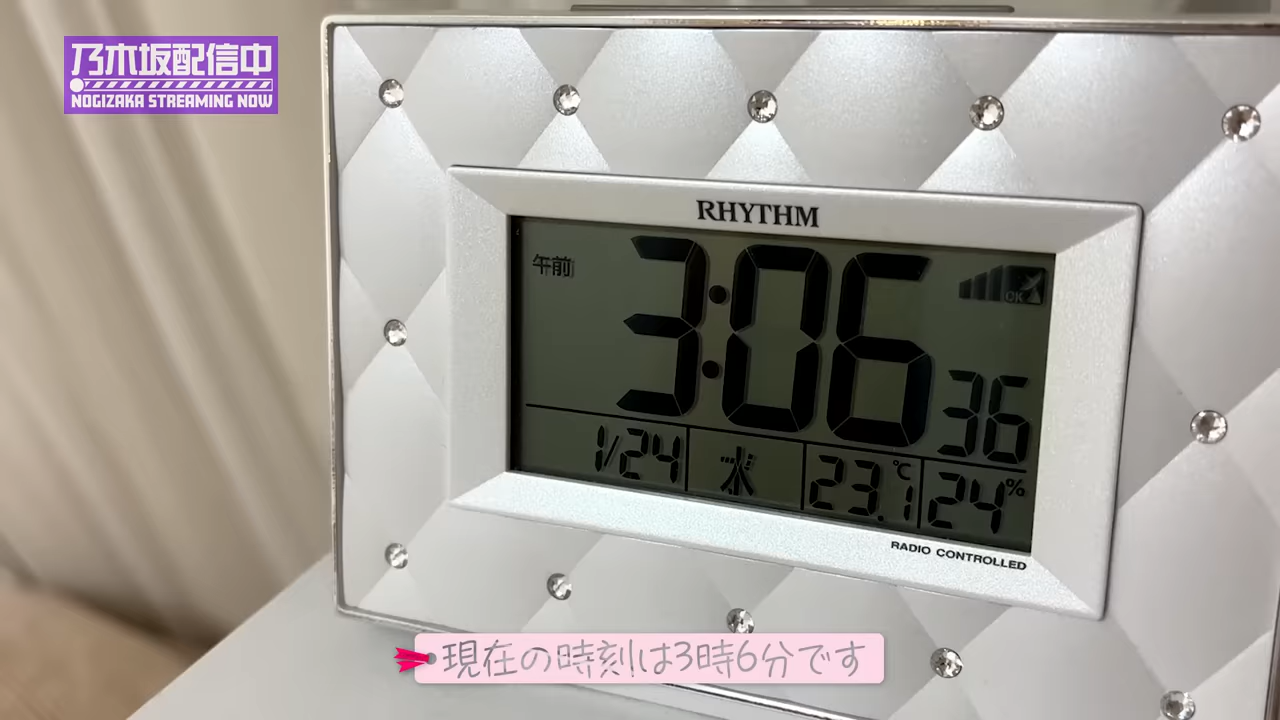 乃木坂配信中
NOGIZAKA STREAMING NOW
RHYTHM
午前
3:06 36
OK
1/24 水 23.1℃ 24%
RADIO CONTROLLED
現在の時刻は3時6分です